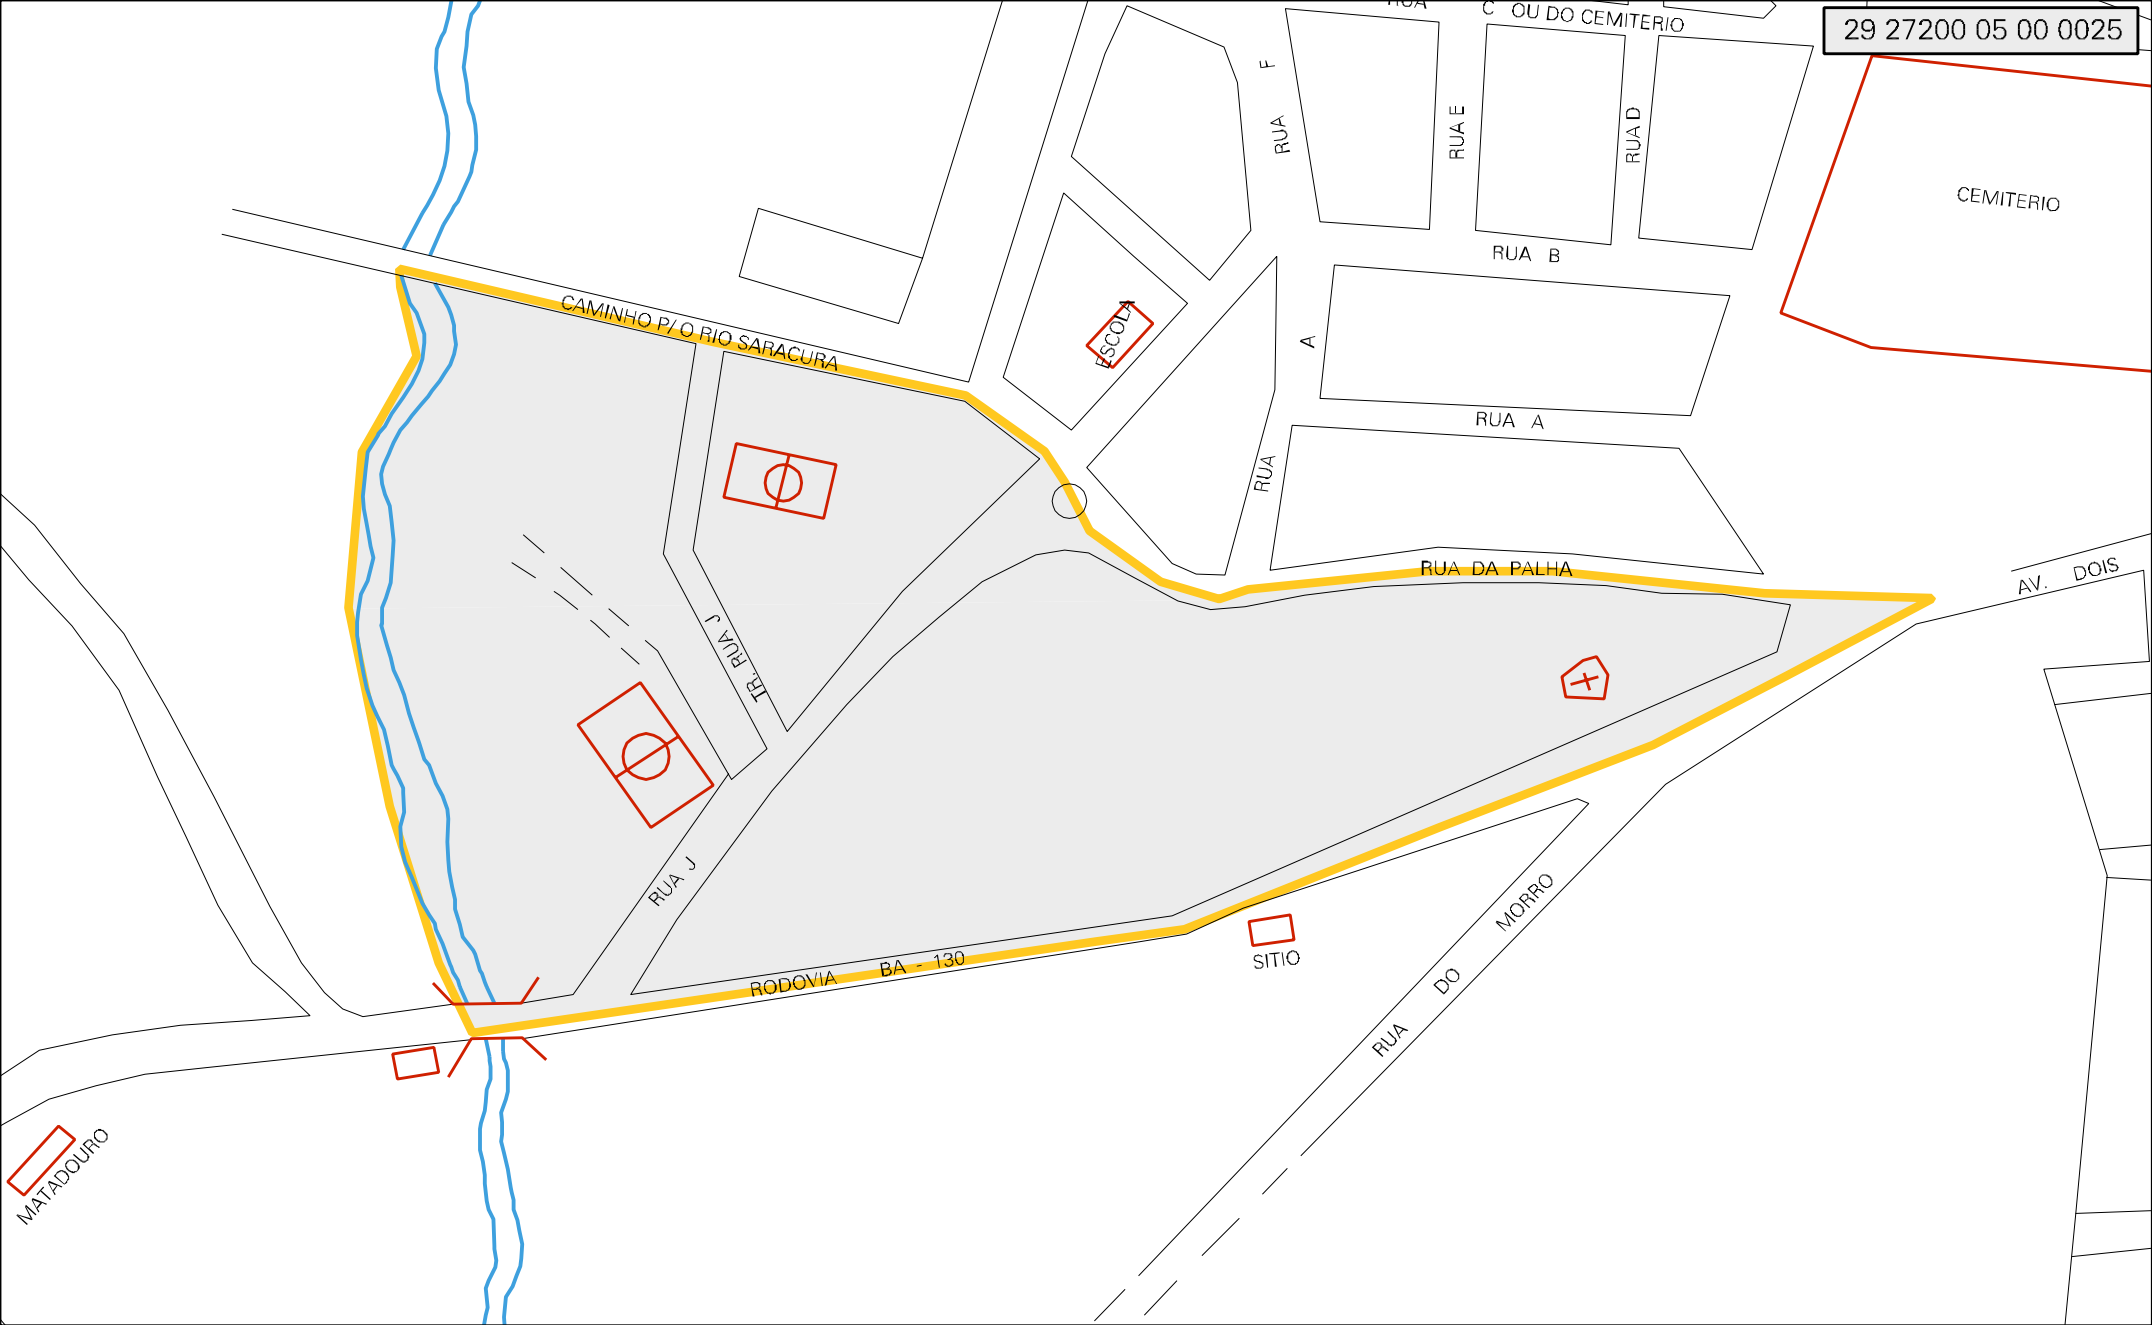 RUA C OU DO CEMITERIO
29 27200 05 00 0025
RUA F
RUA E
RUA D
CEMITERIO
RUA B
CAMINHO P/ O RIO SARACURA
ESCOLA
RUA A
RUA A
RUA DA PALHA
AV. DOIS
TR. RUA J
RUA J
RUA DO MORRO
RODOVIA BA - 130
SITIO
MATADOURO